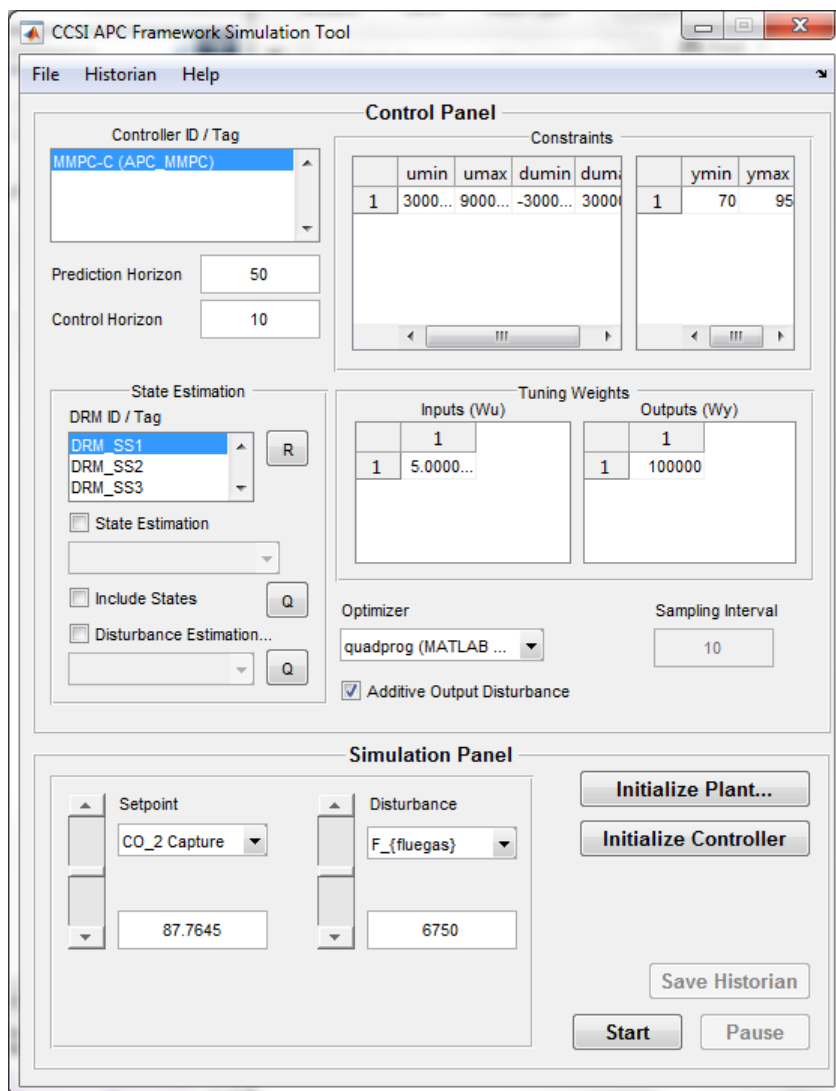 CCSI APC Framework Simulation Tool
File Historian Help
Control Panel
Controller ID / Tag
MMPC-C (APC_MMPC)
Prediction Horizon 50
Control Horizon 10
Constraints
umin umax dumin duma
1 3000... 9000... -3000... 30000
ymin ymax
1 70 95
State Estimation
DRM ID / Tag
DRM_SS1
DRM_SS2
DRM_SS3
R
State Estimation
Include States Q
Disturbance Estimation...
Q
Tuning Weights
Inputs (Wu)
1
1 5.0000...
Outputs (Wy)
1
1 100000
Optimizer
quadprog (MATLAB ...
Additive Output Disturbance
Sampling Interval
10
Simulation Panel
Setpoint
CO_2 Capture
87.7645
Disturbance
F_{fluegas}
6750
Initialize Plant...
Initialize Controller
Save Historian
Start Pause